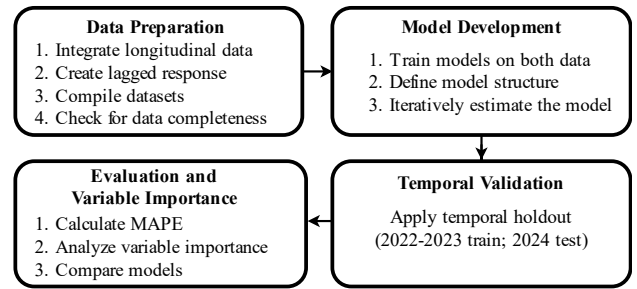 Data Preparation
1. Integrate longitudinal data
2. Create lagged response
3. Compile datasets
4. Check for data completeness
Model Development
1. Train models on both data
2. Define model structure
3. Iteratively estimate the model
Evaluation and
Variable Importance
1. Calculate MAPE
2. Analyze variable importance
3. Compare models
Temporal Validation
Apply temporal holdout
(2022-2023 train; 2024 test)